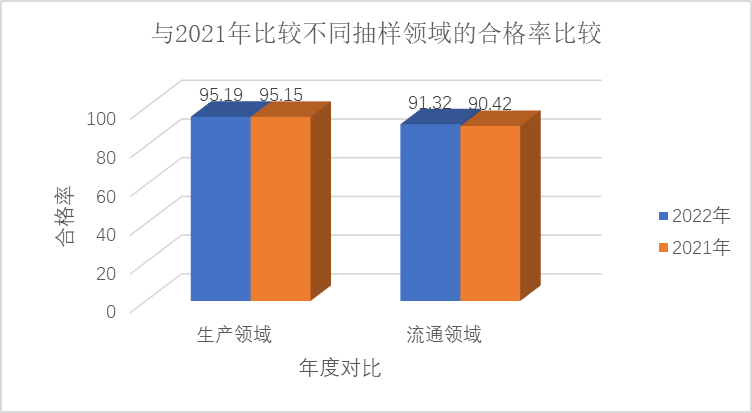 与2021年比较不同抽样领域的合格率比较
95.19
95.15
91.32
90.42
100
80
60
40
20
0
合格率
2022年
2021年
生产领域
流通领域
年度对比